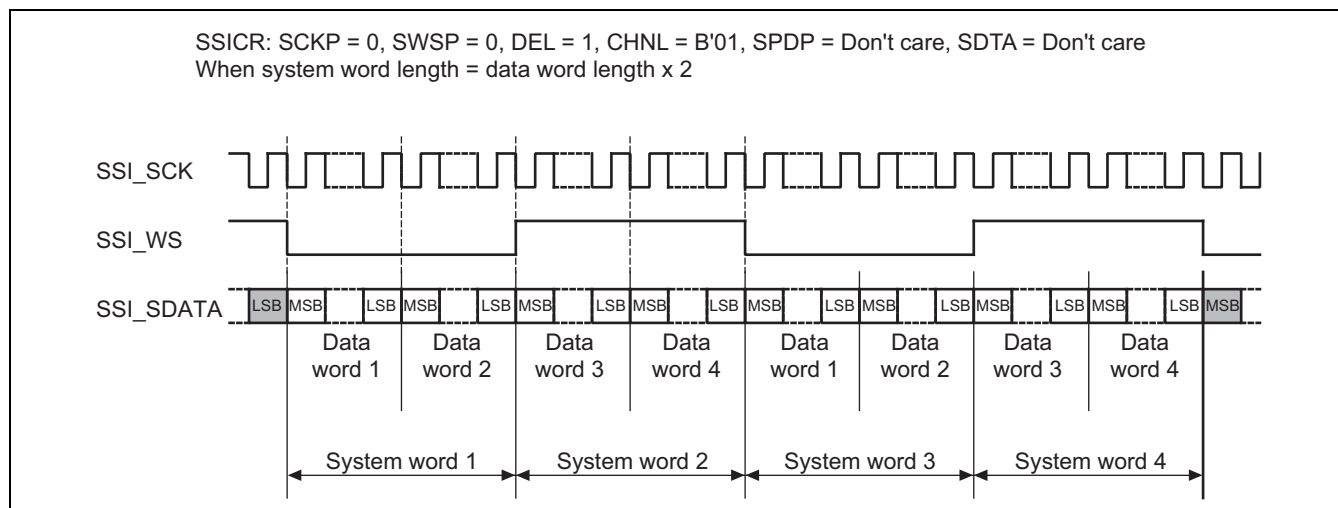 SSICR: SCKP = 0, SWSP = 0, DEL = 1, CHNL = B'01, SPDP = Don't care, SDTA = Don't care
When system word length = data word length x 2
SSI_SCK
SSI_WS
SSI_SDATA
LSB MSB LSB MSB LSB MSB LSB MSB LSB MSB LSB MSB LSB MSB LSB MSB LSB MSB
Data word 1
Data word 2
Data word 3
Data word 4
Data word 1
Data word 2
Data word 3
Data word 4
System word 1
System word 2
System word 3
System word 4